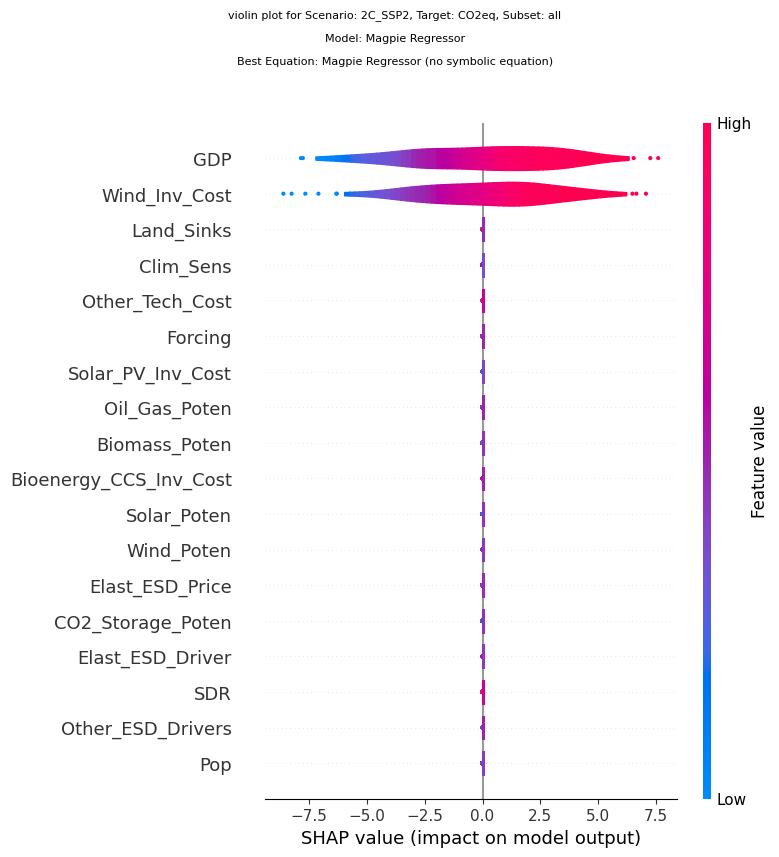 violin plot for Scenario: 2C_SSP2, Target: CO2eq, Subset: all
Model: Magpie Regressor
Best Equation: Magpie Regressor (no symbolic equation)
High
GDP
Wind_Inv_Cost
Land_Sinks
Clim_Sens
Other_Tech_Cost
Forcing
Solar_PV_Inv_Cost
Oil_Gas_Poten
Biomass_Poten
Bioenergy_CCS_Inv_Cost
Solar_Poten
Wind_Poten
Elast_ESD_Price
CO2_Storage_Poten
Elast_ESD_Driver
SDR
Other_ESD_Drivers
Pop
Feature value
Low
−7.5 −5.0 −2.5 0.0 2.5 5.0 7.5
SHAP value (impact on model output)